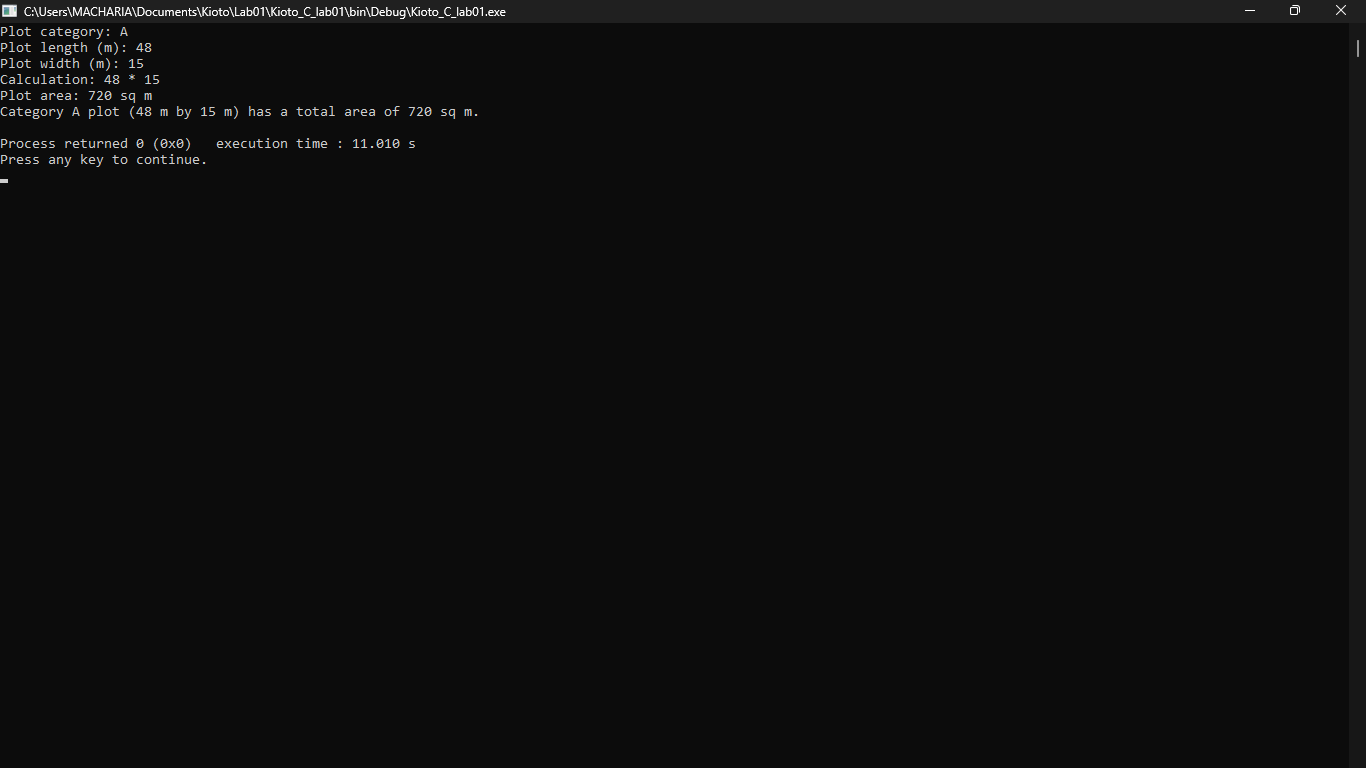 C:\Users\MACHARIA\Documents\Kioto\Lab01\Kioto_C_lab01\bin\Debug\Kioto_C_lab01.exe
Plot category: A
Plot length (m): 48
Plot width (m): 15
Calculation: 48 * 15
Plot area: 720 sq m
Category A plot (48 m by 15 m) has a total area of 720 sq m.
Process returned 0 (0x0)   execution time : 11.010 s
Press any key to continue.